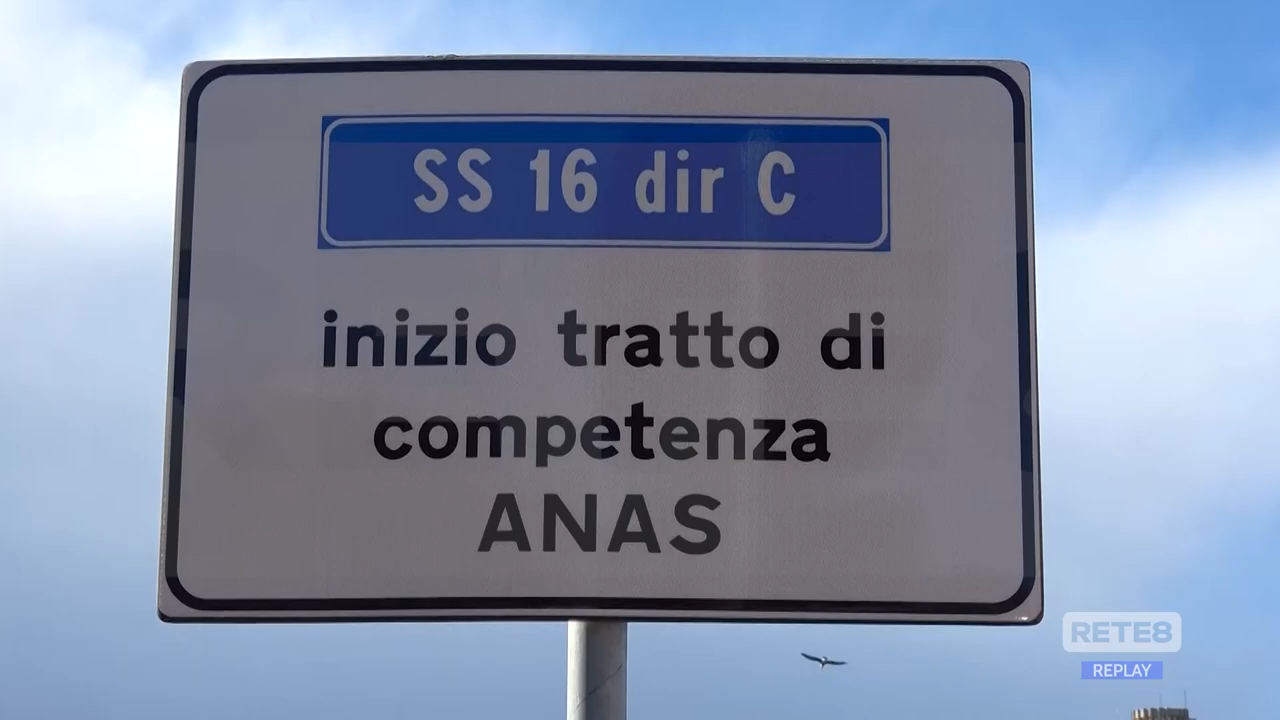 SS 16 dir C
inizio tratto di
competenza
ANAS
RETE8
REPLAY